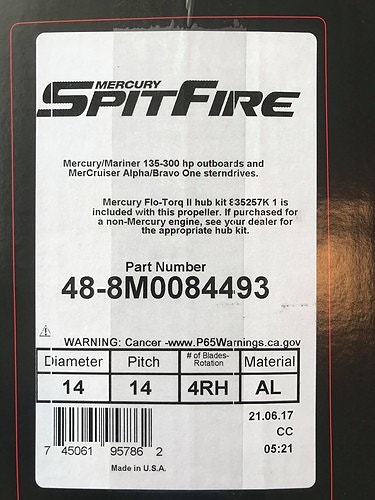 MERCURY
SPITFIRE
Mercury/Mariner 135-300 hp outboards and
MerCruiser Alpha/Bravo One sterndrives.
Mercury Flo-Torq II hub kit 835257K 1 is
included with this propeller. If purchased for
a non-Mercury engine, see your dealer for
the appropriate hub kit.
Part Number
48-8M0084493
WARNING: Cancer -www.P65Warnings.ca.gov
Diameter Pitch # of Blades-Rotation Material
14 14 4RH AL
21.06.17
CC
05:21
7 45061 95786 2
Made in U.S.A.